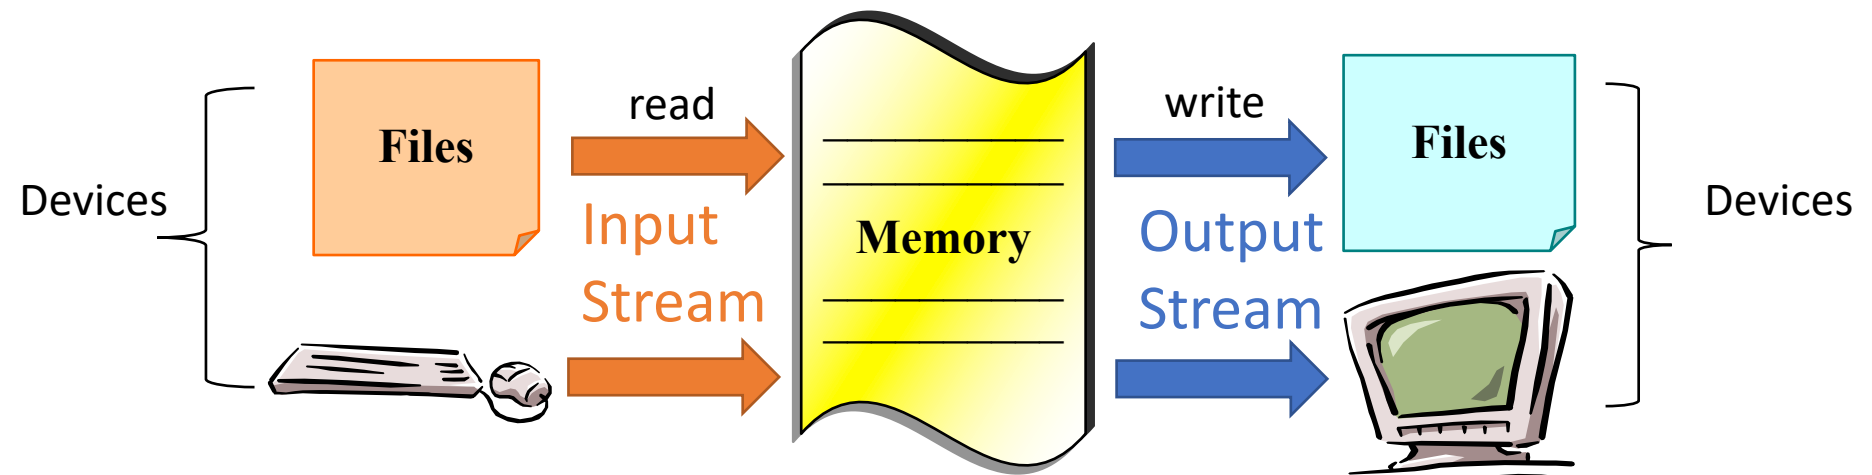 Devices
Files
read
Input
Stream
Memory
write
Output
Stream
Files
Devices